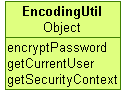 EncodingUtil
Object
encryptPassword
getCurrentUser
getSecurityContext